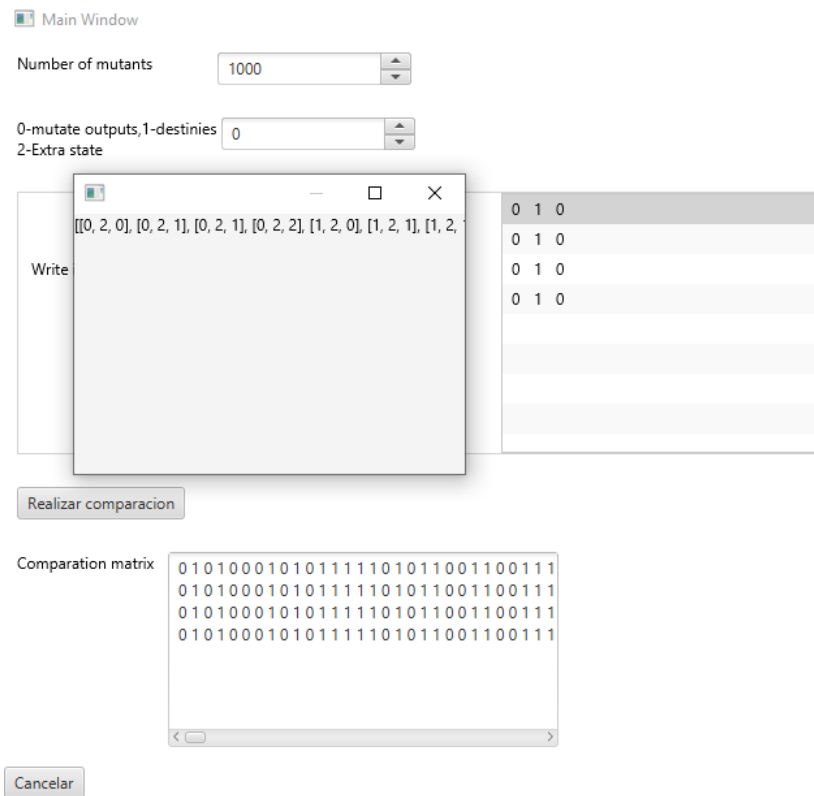 Main Window
Number of mutants
1000
0-mutate outputs,1-destinies
2-Extra state
0
[[0, 2, 0], [0, 2, 1], [0, 2, 1], [0, 2, 2], [1, 2, 0], [1, 2, 1], [1, 2,
0 1 0
0 1 0
Write
0 1 0
0 1 0
Realizar comparacion
Comparation matrix
0 1 0 1 0 0 0 1 0 1 0 1 1 1 1 1 0 1 0 1 1 0 0 1 1 0 0 1 1 1
0 1 0 1 0 0 0 1 0 1 0 1 1 1 1 1 0 1 0 1 1 0 0 1 1 0 0 1 1 1
0 1 0 1 0 0 0 1 0 1 0 1 1 1 1 1 0 1 0 1 1 0 0 1 1 0 0 1 1 1
0 1 0 1 0 0 0 1 0 1 0 1 1 1 1 1 0 1 0 1 1 0 0 1 1 0 0 1 1 1
Cancelar